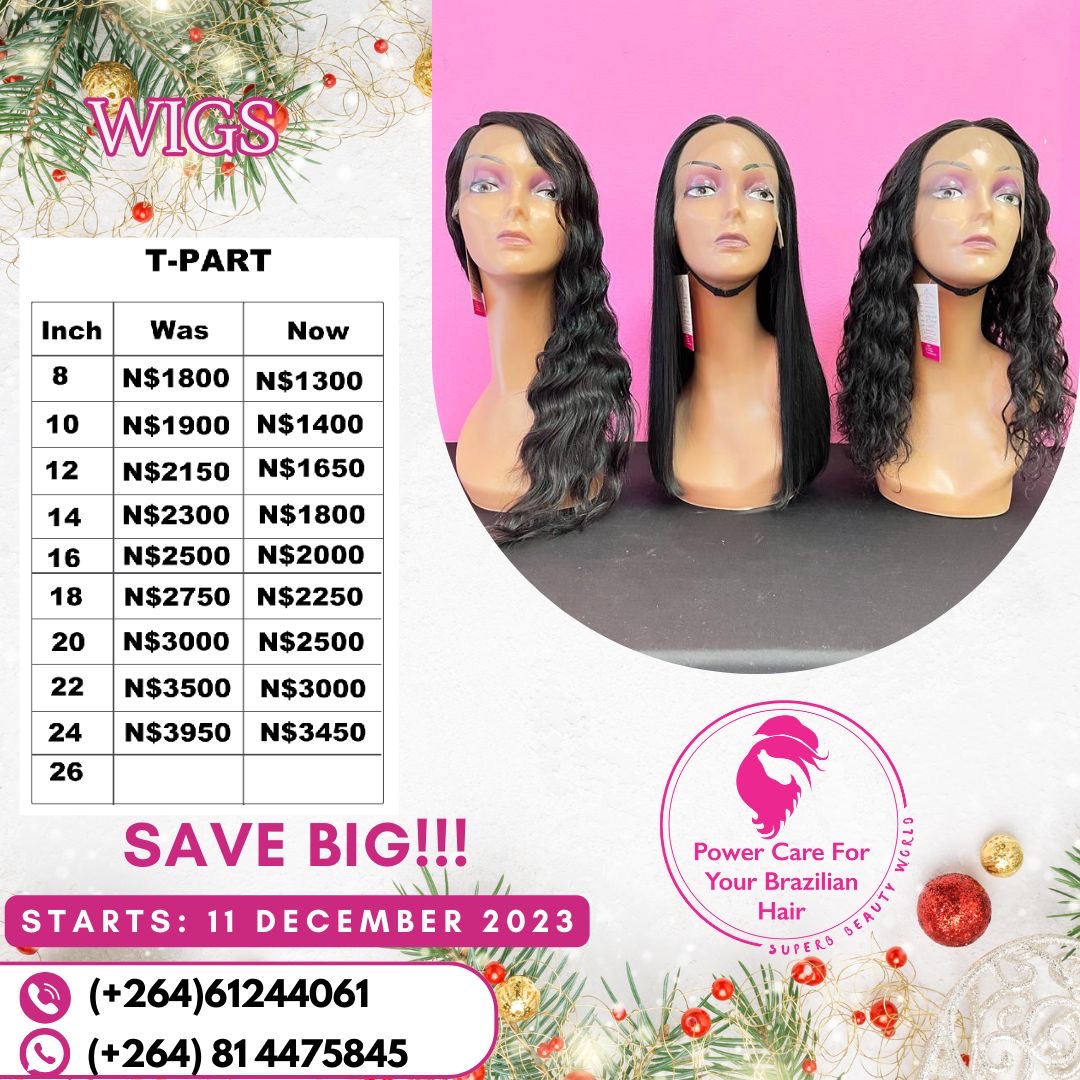 WIGS
T-PART
Inch Was Now
8 N$1800 N$1300
10 N$1900 N$1400
12 N$2150 N$1650
14 N$2300 N$1800
16 N$2500 N$2000
18 N$2750 N$2250
20 N$3000 N$2500
22 N$3500 N$3000
24 N$3950 N$3450
26
SAVE BIG!!!
STARTS: 11 DECEMBER 2023
(+264)61244061
(+264) 81 4475845
Power Care For
Your Brazilian
Hair
SUPERB BEAUTY WORLD